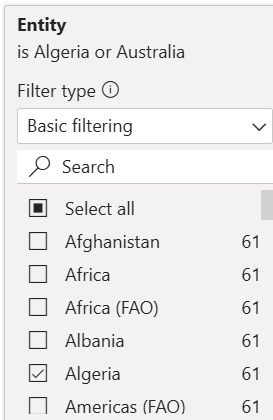 Entity
is Algeria or Australia
Filter type
Basic filtering
Search
Select all
Afghanistan 61
Africa 61
Africa (FAO) 61
Albania 61
Algeria 61
Americas (FAO) 61